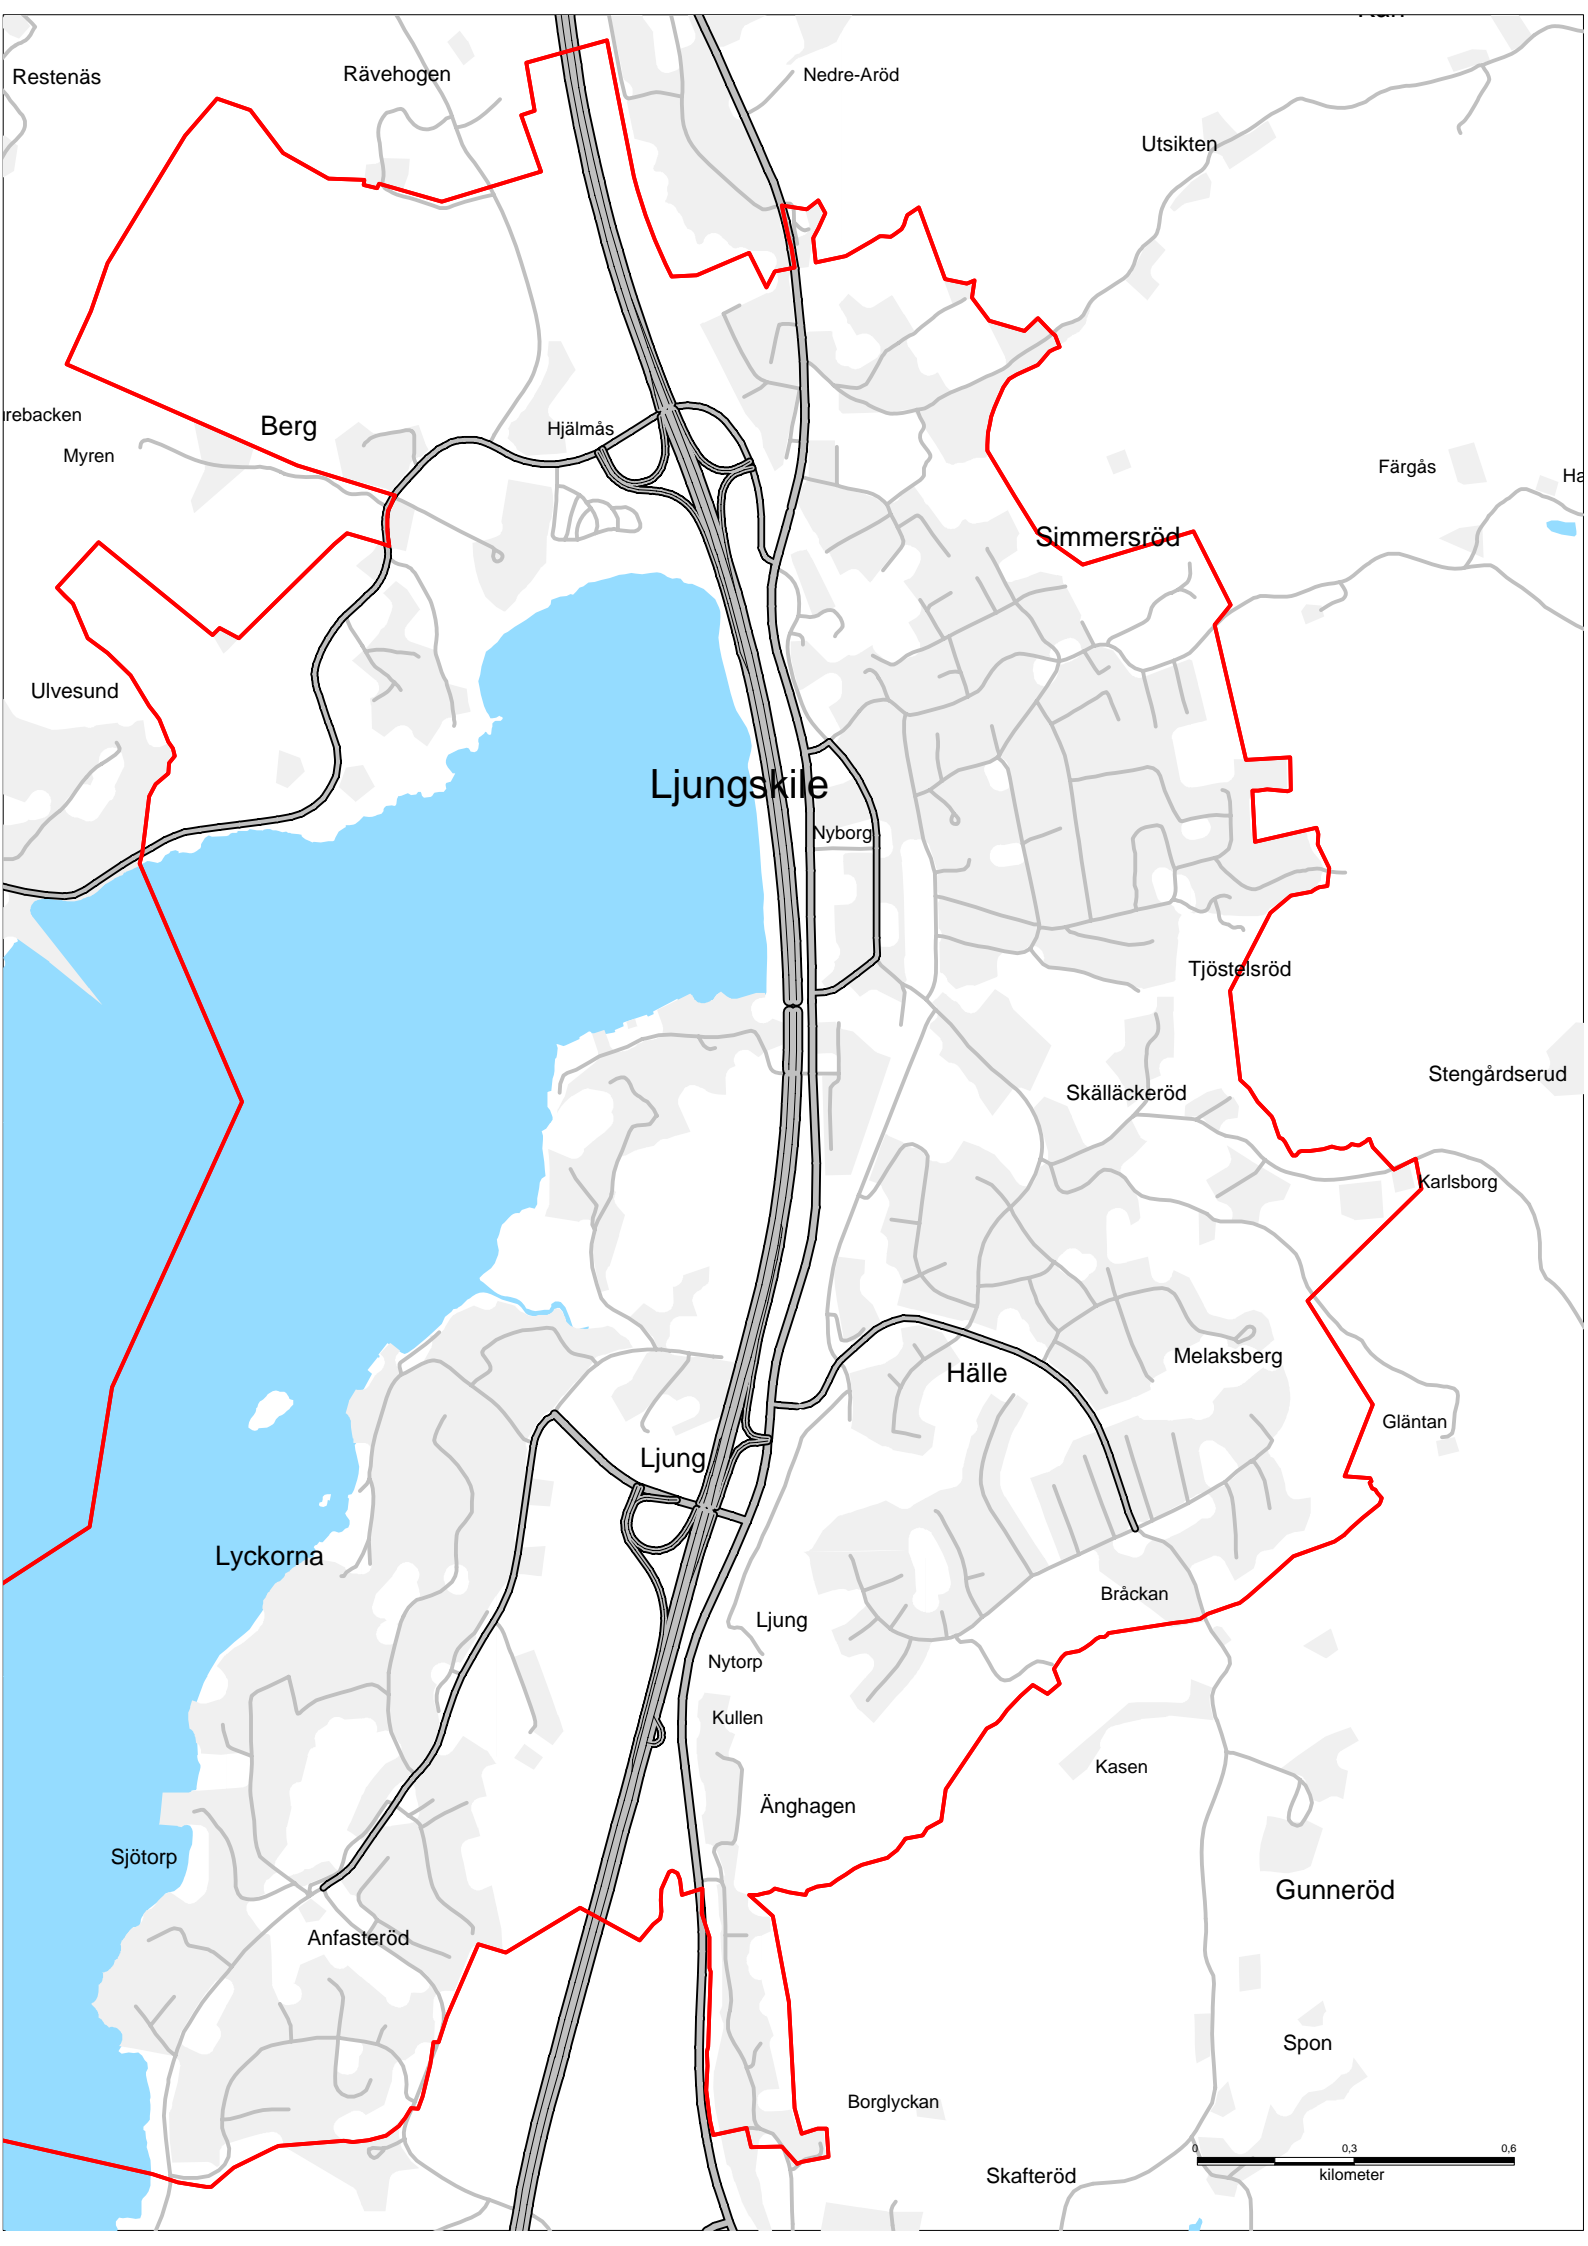 Restenäs
Rävehogen
Nedre-Aröd
Utsikten
Berg
Hjälmås
Myren
Färgås
Simmersröd
Ulvesund
Ljungskile
Nyborg
Tjöstelsröd
Stengårdserud
Skälläckeröd
Karlsborg
Melaksberg
Hälle
Gläntan
Ljung
Lyckorna
Bråckan
Ljung
Nytorp
Kullen
Kasen
Änghagen
Sjötorp
Gunneröd
Anfasteröd
Spon
Borglyckan
0 0,3 0,6
kilometer
Skafteröd